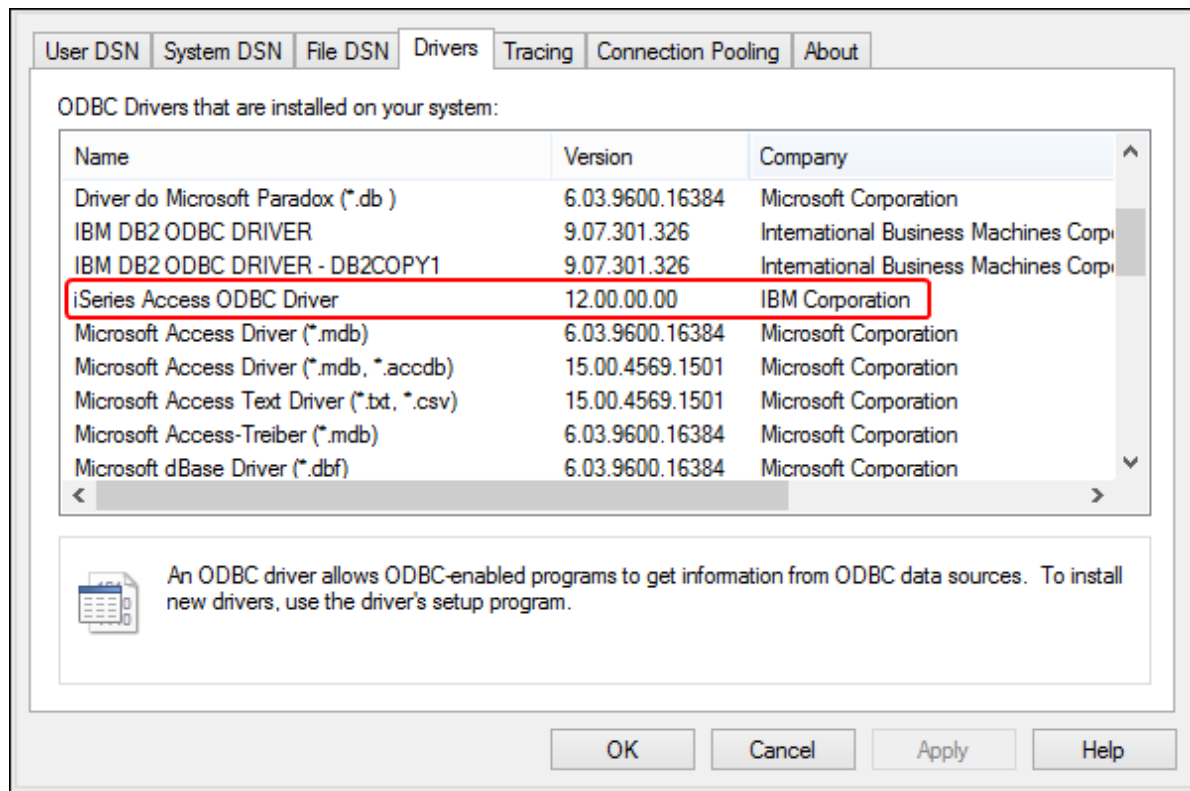 User DSN System DSN File DSN Drivers Tracing Connection Pooling About
ODBC Drivers that are installed on your system:
Name Version Company
Driver do Microsoft Paradox (*.db ) 6.03.9600.16384 Microsoft Corporation
IBM DB2 ODBC DRIVER 9.07.301.326 International Business Machines Corp
IBM DB2 ODBC DRIVER - DB2COPY1 9.07.301.326 International Business Machines Corp
iSeries Access ODBC Driver 12.00.00.00 IBM Corporation
Microsoft Access Driver (*.mdb) 6.03.9600.16384 Microsoft Corporation
Microsoft Access Driver (*.mdb, *.accdb) 15.00.4569.1501 Microsoft Corporation
Microsoft Access Text Driver (*.txt, *.csv) 15.00.4569.1501 Microsoft Corporation
Microsoft Access-Treiber (*.mdb) 6.03.9600.16384 Microsoft Corporation
Microsoft dBase Driver (*.dbf) 6.03.9600.16384 Microsoft Corporation
An ODBC driver allows ODBC-enabled programs to get information from ODBC data sources. To install
new drivers, use the driver's setup program.
OK Cancel Apply Help